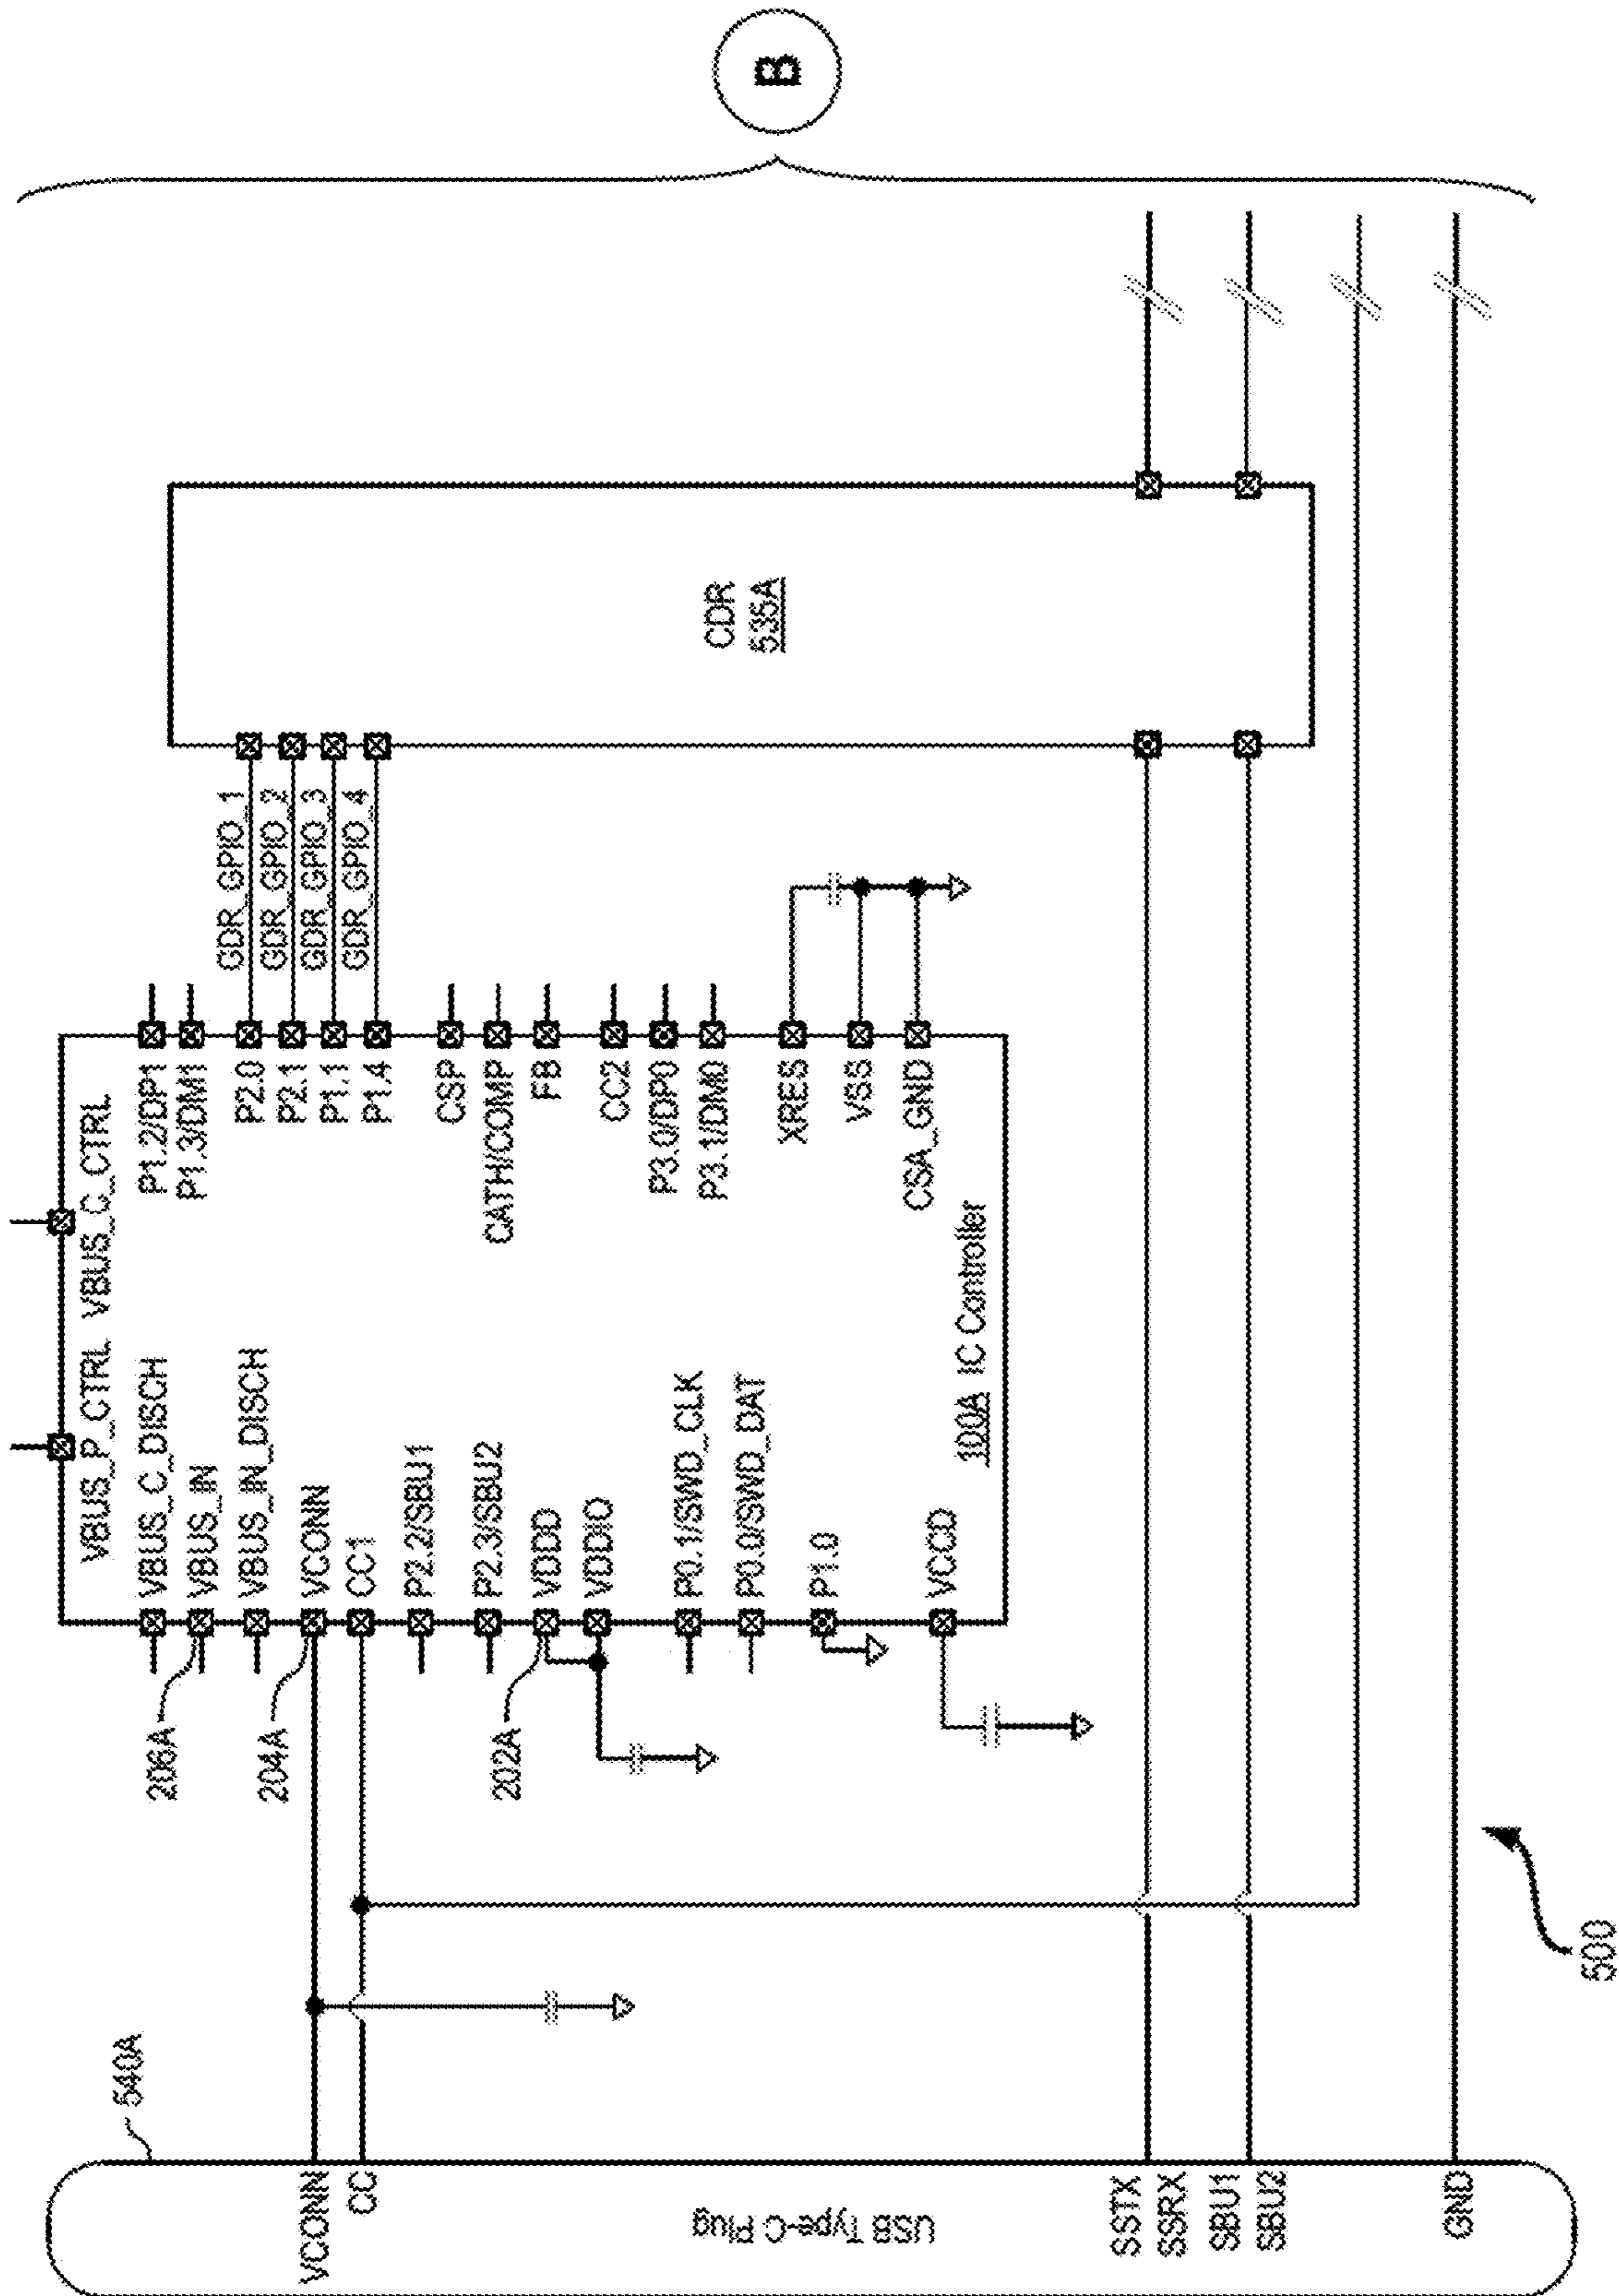 B
540A
USB Type-C Plug
VCONN
CC
SSTX
SSRX
SBU1
SBU2
GND
206A
204A
202A
VBUS_P_CTRL VBUS_C_CTRL
VBUS_C_DISCH
VBUS_IN
VBUS_IN_DISCH
VCONN
CC1
P2.2/SBU1
P2.3/SBU2
VDDD
VDDIO
P0.1/SWD_CLK
P0.0/SWD_DAT
P1.0
VCCD
P1.2/DP1
P1.3/DM1
P2.0
P2.1
P1.1
P1.4
CSP
CATH/COMP
FB
CC2
P3.0/DP0
P3.1/DM0
XRES
VSS
CSA_GND
100A IC Controller
GDR_GPIO_1
GDR_GPIO_2
GDR_GPIO_3
GDR_GPIO_4
CDR
535A
500